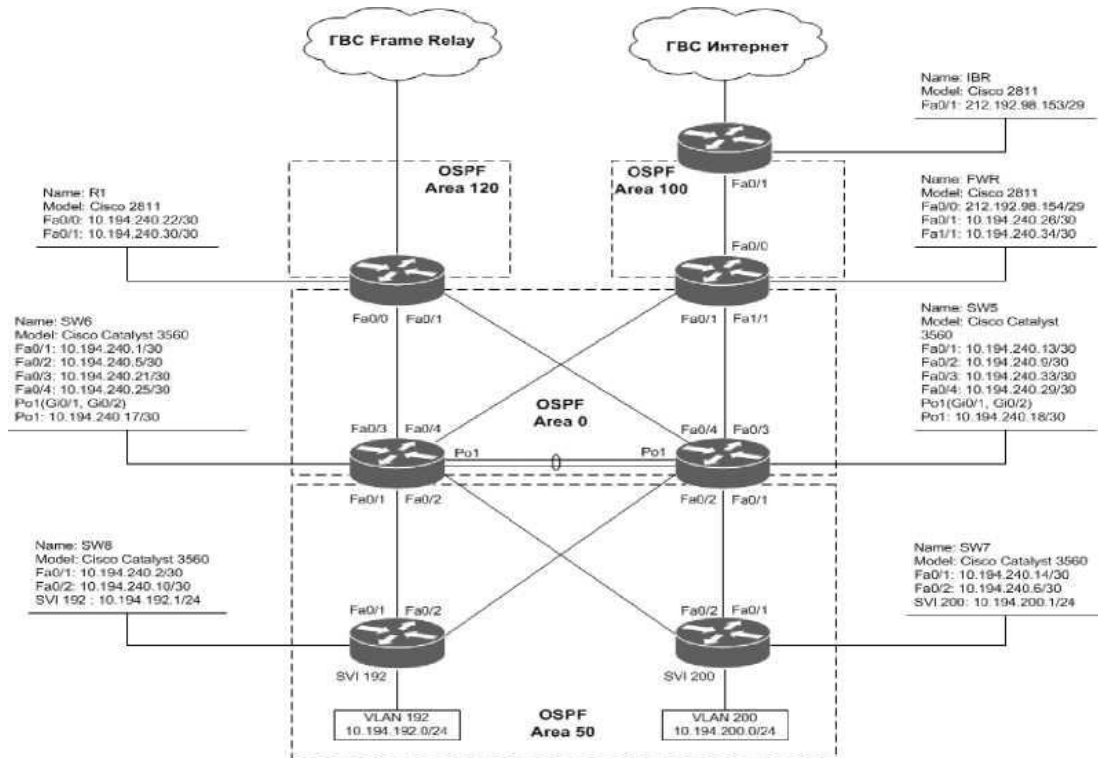 ГВС Frame Relay
ГВС Интернет
Name: IBR
Model: Cisco 2811
Fa0/1: 212.192.98.153/29
OSPF
Area 120
OSPF
Area 100
Fa0/1
Name: R1
Model: Cisco 2811
Fa0/0: 10.194.240.22/30
Fa0/1: 10.194.240.30/30
Name: FWR
Model: Cisco 2811
Fa0/0: 212.192.98.154/29
Fa0/1: 10.194.240.26/30
Fa1/1: 10.194.240.34/30
Fa0/0
Fa0/0 Fa0/1
Fa0/1 Fa1/1
Name: SW6
Model: Cisco Catalyst 3560
Fa0/1: 10.194.240.1/30
Fa0/2: 10.194.240.5/30
Fa0/3: 10.194.240.21/30
Fa0/4: 10.194.240.25/30
Po1(Gi0/1, Gi0/2)
Po1: 10.194.240.17/30
Name: SW5
Model: Cisco Catalyst
3560
Fa0/1: 10.194.240.13/30
Fa0/2: 10.194.240.9/30
Fa0/3: 10.194.240.33/30
Fa0/4: 10.194.240.29/30
Po1(Gi0/1, Gi0/2)
Po1: 10.194.240.18/30
OSPF
Area 0
Fa0/3 Fa0/4
Fa0/4 Fa0/3
Po1
Po1
Fa0/1 Fa0/2
Fa0/2 Fa0/1
Name: SW8
Model: Cisco Catalyst 3560
Fa0/1: 10.194.240.2/30
Fa0/2: 10.194.240.10/30
SVI 192 : 10.194.192.1/24
Name: SW7
Model: Cisco Catalyst 3560
Fa0/1: 10.194.240.14/30
Fa0/2: 10.194.240.6/30
SVI 200: 10.194.200.1/24
Fa0/1 Fa0/2
Fa0/2 Fa0/1
SVI 192
SVI 200
VLAN 192
10.194.192.0/24
OSPF
Area 50
VLAN 200
10.194.200.0/24